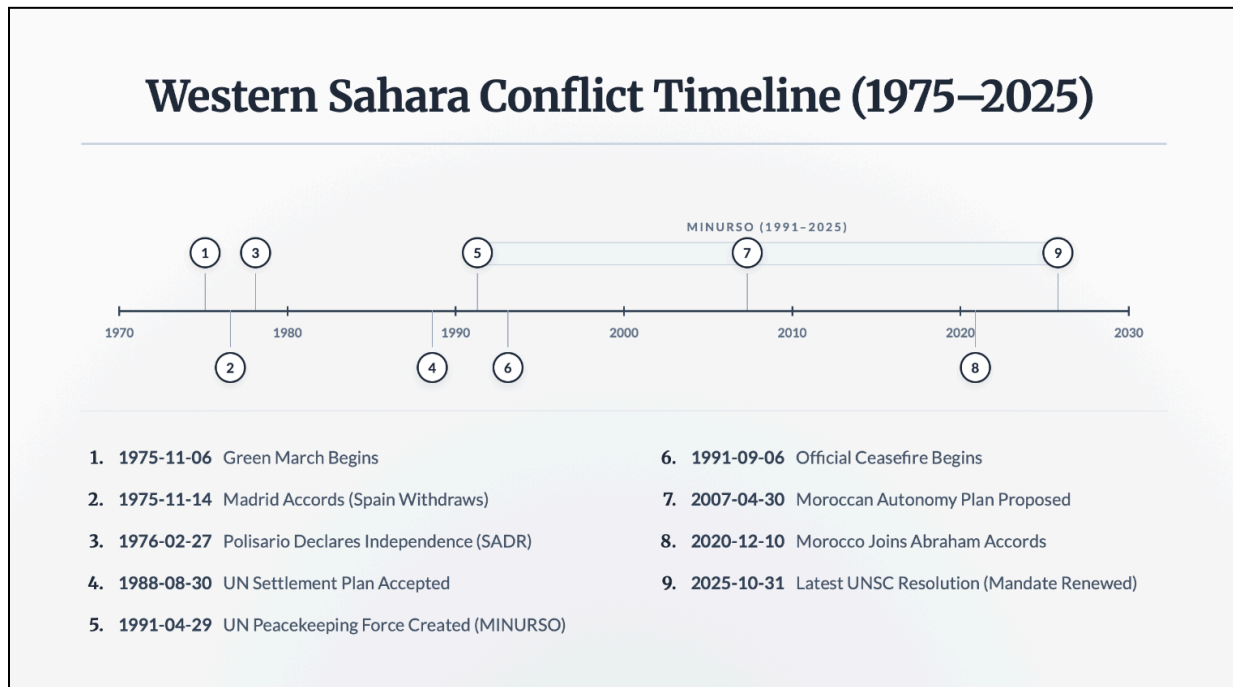 Western Sahara Conflict Timeline (1975–2025)
MINURSO (1991–2025)
1 3 5 7 9
1970 1980 1990 2000 2010 2020 2030
2 4 6 8
1. 1975-11-06 Green March Begins
2. 1975-11-14 Madrid Accords (Spain Withdraws)
3. 1976-02-27 Polisario Declares Independence (SADR)
4. 1988-08-30 UN Settlement Plan Accepted
5. 1991-04-29 UN Peacekeeping Force Created (MINURSO)
6. 1991-09-06 Official Ceasefire Begins
7. 2007-04-30 Moroccan Autonomy Plan Proposed
8. 2020-12-10 Morocco Joins Abraham Accords
9. 2025-10-31 Latest UNSC Resolution (Mandate Renewed)